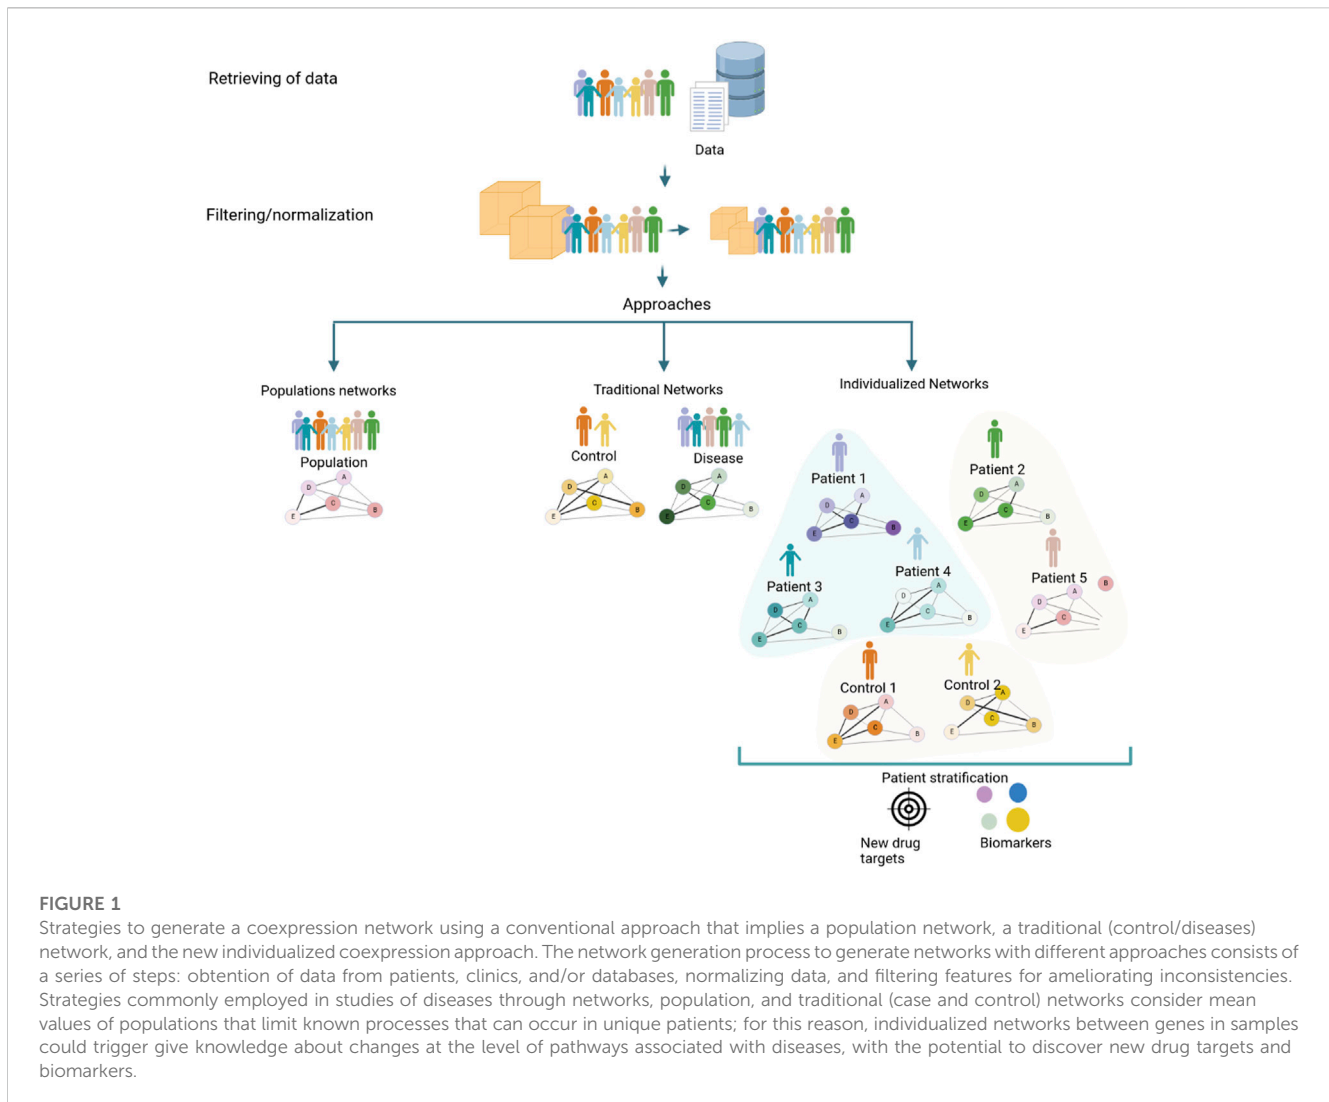 Retrieving of data
Data
Filtering/normalization
Approaches
Populations networks
Population
A
D
C
E
B
Traditional Networks
Control
A
D
C
B
E
Disease
A
D
C
E
B
Individualized Networks
Patient 1
A
D
C
B
E
Patient 2
A
D
C
E
B
Patient 3
A
D
C
E
B
Patient 4
A
D
C
E
B
Patient 5
B
A
D
C
E
Control 1
A
D
C
B
E
Control 2
A
D
C
B
E
Patient stratification
New drug
targets
Biomarkers
FIGURE 1
Strategies to generate a coexpression network using a conventional approach that implies a population network, a traditional (control/diseases)
network, and the new individualized coexpression approach. The network generation process to generate networks with different approaches consists of
a series of steps: obtention of data from patients, clinics, and/or databases, normalizing data, and filtering features for ameliorating inconsistencies.
Strategies commonly employed in studies of diseases through networks, population, and traditional (case and control) networks consider mean
values of populations that limit known processes that can occur in unique patients; for this reason, individualized networks between genes in samples
could trigger give knowledge about changes at the level of pathways associated with diseases, with the potential to discover new drug targets and
biomarkers.